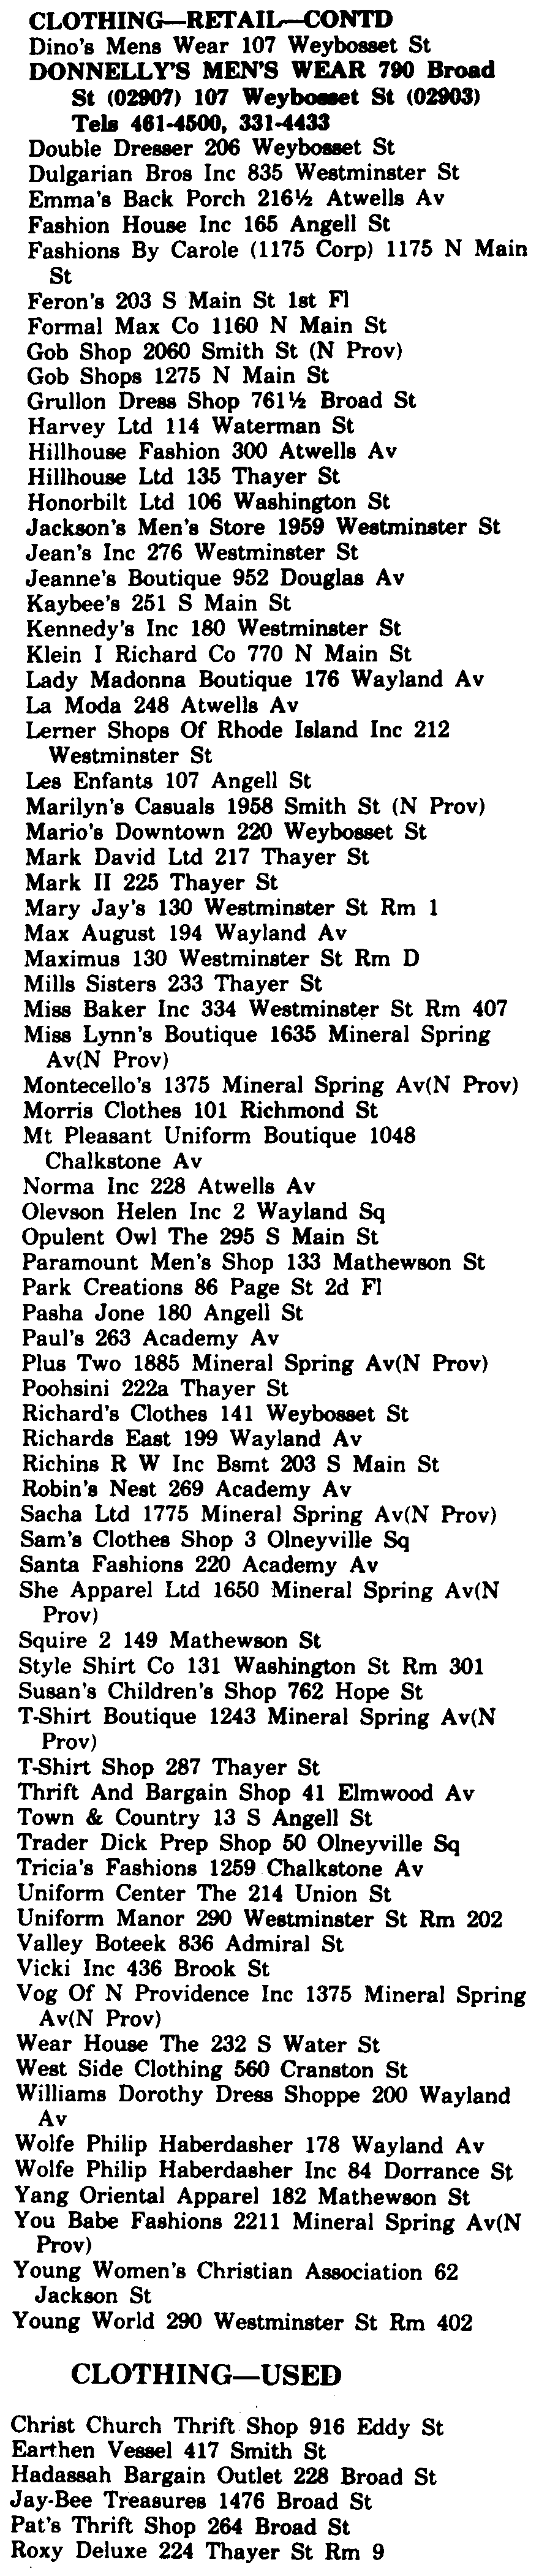 CLOTHING—RETAIL—CONTD
Dino's Mens Wear 107 Weybosset St
DONNELLY'S MEN'S WEAR 790 Broad
St (02907) 107 Weybosset St (02903)
Tels 461-4500, 331-4433
Double Dresser 206 Weybosset St
Dulgarian Bros Inc 835 Westminster St
Emma's Back Porch 216½ Atwells Av
Fashion House Inc 165 Angell St
Fashions By Carole (1175 Corp) 1175 N Main
St
Feron's 203 S Main St 1st Fl
Formal Max Co 1160 N Main St
Gob Shop 2060 Smith St (N Prov)
Gob Shops 1275 N Main St
Grullon Dress Shop 761½ Broad St
Harvey Ltd 114 Waterman St
Hillhouse Fashion 300 Atwells Av
Hillhouse Ltd 135 Thayer St
Honorbilt Ltd 106 Washington St
Jackson's Men's Store 1959 Westminster St
Jean's Inc 276 Westminster St
Jeanne's Boutique 952 Douglas Av
Kaybee's 251 S Main St
Kennedy's Inc 180 Westminster St
Klein I Richard Co 770 N Main St
Lady Madonna Boutique 176 Wayland Av
La Moda 248 Atwells Av
Lerner Shops Of Rhode Island Inc 212
Westminster St
Les Enfants 107 Angell St
Marilyn's Casuals 1958 Smith St (N Prov)
Mario's Downtown 220 Weybosset St
Mark David Ltd 217 Thayer St
Mark II 225 Thayer St
Mary Jay's 130 Westminster St Rm 1
Max August 194 Wayland Av
Maximus 130 Westminster St Rm D
Mills Sisters 233 Thayer St
Miss Baker Inc 334 Westminster St Rm 407
Miss Lynn's Boutique 1635 Mineral Spring
Av(N Prov)
Montecello's 1375 Mineral Spring Av(N Prov)
Morris Clothes 101 Richmond St
Mt Pleasant Uniform Boutique 1048
Chalkstone Av
Norma Inc 228 Atwells Av
Olevson Helen Inc 2 Wayland Sq
Opulent Owl The 295 S Main St
Paramount Men's Shop 133 Mathewson St
Park Creations 86 Page St 2d Fl
Pasha Jone 180 Angell St
Paul's 263 Academy Av
Plus Two 1885 Mineral Spring Av(N Prov)
Poohsini 222a Thayer St
Richard's Clothes 141 Weybosset St
Richards East 199 Wayland Av
Richins R W Inc Bsmt 203 S Main St
Robin's Nest 269 Academy Av
Sacha Ltd 1775 Mineral Spring Av(N Prov)
Sam's Clothes Shop 3 Olneyville Sq
Santa Fashions 220 Academy Av
She Apparel Ltd 1650 Mineral Spring Av(N
Prov)
Squire 2 149 Mathewson St
Style Shirt Co 131 Washington St Rm 301
Susan's Children's Shop 762 Hope St
T-Shirt Boutique 1243 Mineral Spring Av(N
Prov)
T-Shirt Shop 287 Thayer St
Thrift And Bargain Shop 41 Elmwood Av
Town & Country 13 S Angell St
Trader Dick Prep Shop 50 Olneyville Sq
Tricia's Fashions 1259 Chalkstone Av
Uniform Center The 214 Union St
Uniform Manor 290 Westminster St Rm 202
Valley Boteek 836 Admiral St
Vicki Inc 436 Brook St
Vog Of N Providence Inc 1375 Mineral Spring
Av(N Prov)
Wear House The 232 S Water St
West Side Clothing 560 Cranston St
Williams Dorothy Dress Shoppe 200 Wayland
Av
Wolfe Philip Haberdasher 178 Wayland Av
Wolfe Philip Haberdasher Inc 84 Dorrance St
Yang Oriental Apparel 182 Mathewson St
You Babe Fashions 2211 Mineral Spring Av(N
Prov)
Young Women's Christian Association 62
Jackson St
Young World 290 Westminster St Rm 402
CLOTHING—USED
Christ Church Thrift Shop 916 Eddy St
Earthen Vessel 417 Smith St
Hadassah Bargain Outlet 228 Broad St
Jay-Bee Treasures 1476 Broad St
Pat's Thrift Shop 264 Broad St
Roxy Deluxe 224 Thayer St Rm 9